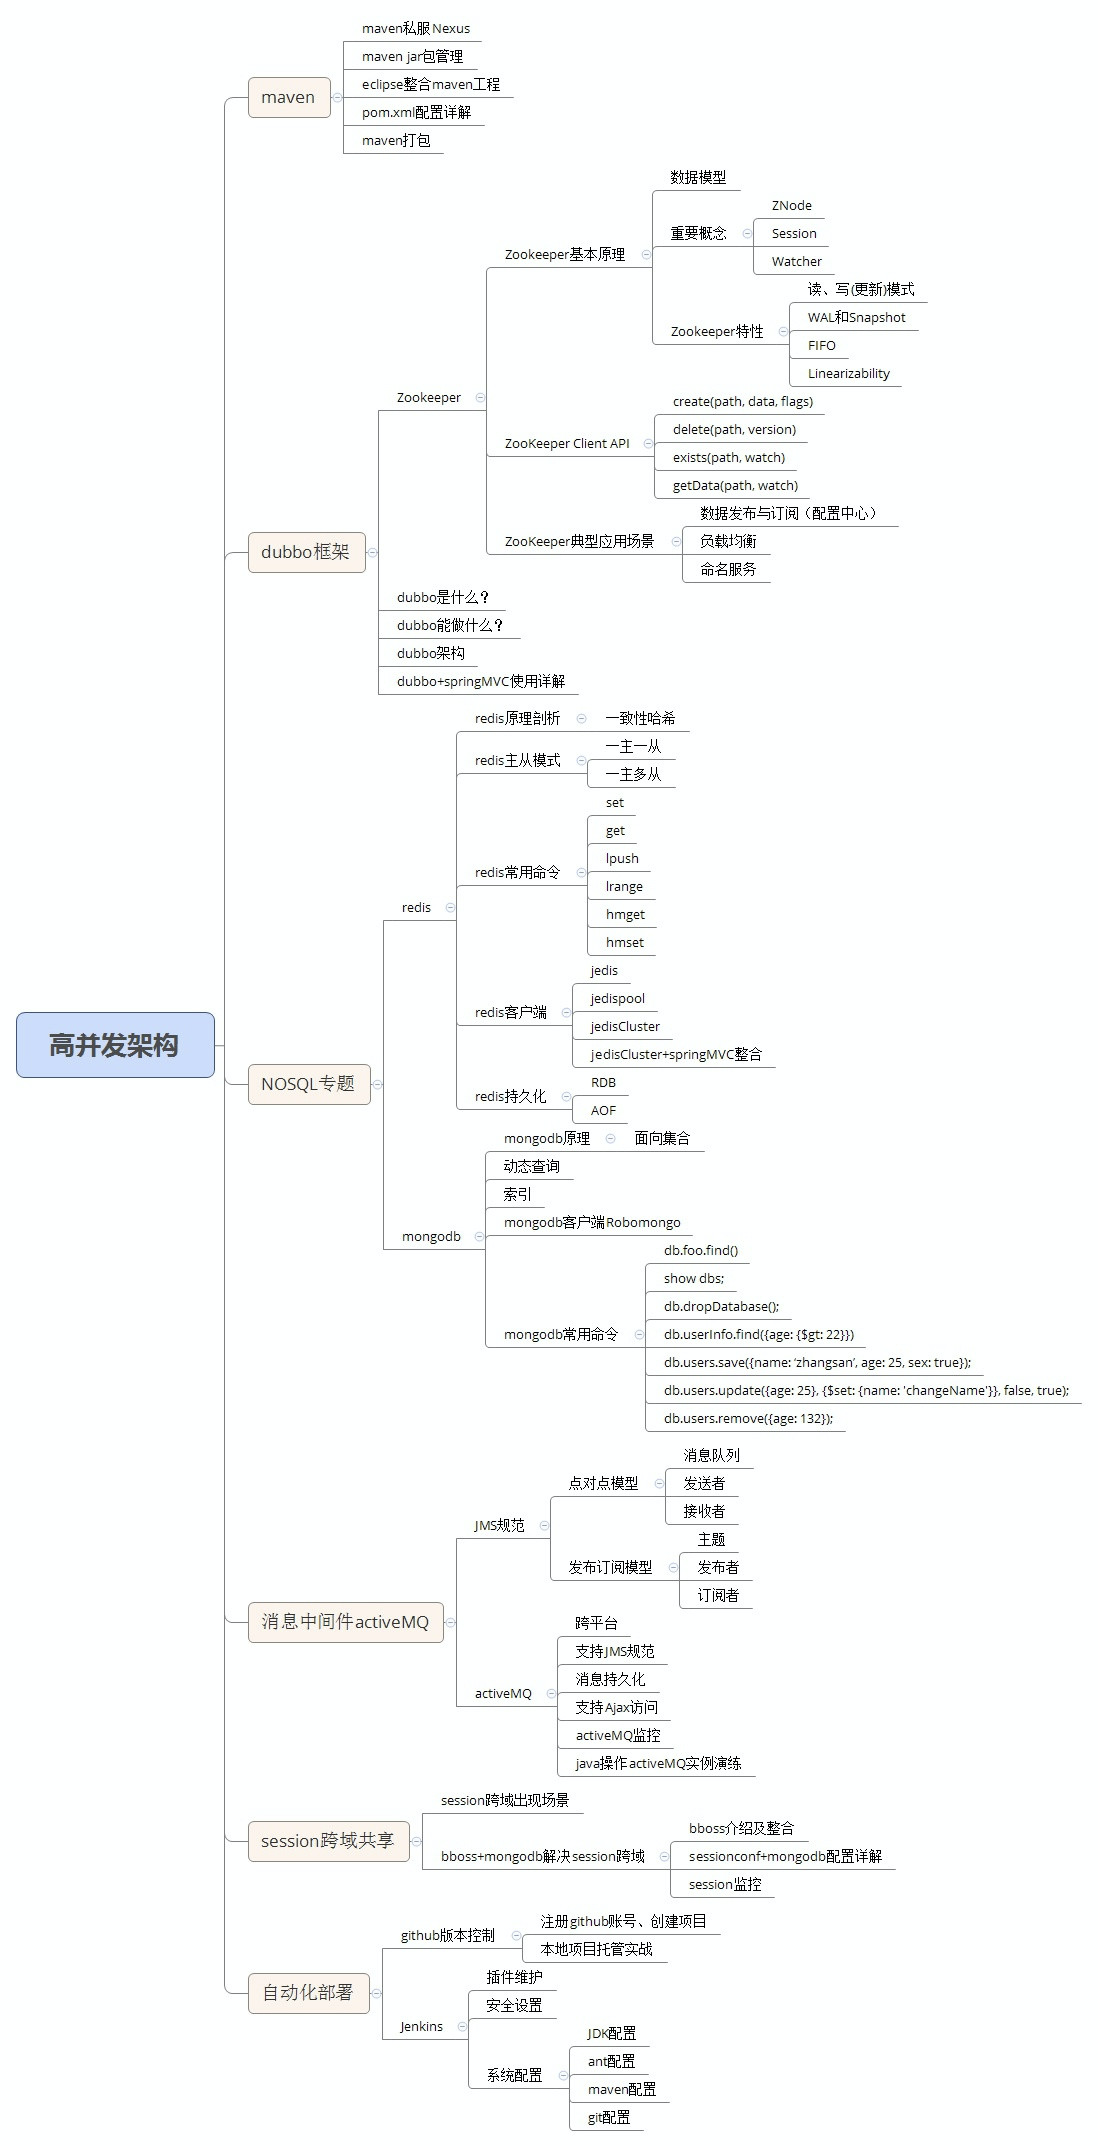 高并发架构
maven
maven私服Nexus
maven jar包管理
eclipse整合maven工程
pom.xml配置详解
maven打包
dubbo框架
Zookeeper
Zookeeper基本原理
数据模型
重要概念
ZNode
Session
Watcher
Zookeeper特性
读、写(更新)模式
WAL和Snapshot
FIFO
Linearizability
ZooKeeper Client API
create(path, data, flags)
delete(path, version)
exists(path, watch)
getData(path, watch)
ZooKeeper典型应用场景
数据发布与订阅（配置中心）
负载均衡
命名服务
dubbo是什么？
dubbo能做什么？
dubbo架构
dubbo+springMVC使用详解
NOSQL专题
redis
redis原理剖析
一致性哈希
redis主从模式
一主一从
一主多从
redis常用命令
set
get
lpush
lrange
hmget
hmset
redis客户端
jedis
jedispool
jedisCluster
jedisCluster+springMVC整合
redis持久化
RDB
AOF
mongodb
mongodb原理
面向集合
动态查询
索引
mongodb客户端Robomongo
mongodb常用命令
db.foo.find()
show dbs;
db.dropDatabase();
db.userInfo.find({age: {$gt: 22}})
db.users.save({name: ‘zhangsan’, age: 25, sex: true});
db.users.update({age: 25}, {$set: {name: 'changeName'}}, false, true);
db.users.remove({age: 132});
消息中间件activeMQ
JMS规范
点对点模型
消息队列
发送者
接收者
发布订阅模型
主题
发布者
订阅者
activeMQ
跨平台
支持JMS规范
消息持久化
支持Ajax访问
activeMQ监控
java操作activeMQ实例演练
session跨域共享
session跨域出现场景
bboss+mongodb解决session跨域
bboss介绍及整合
sessionconf+mongodb配置详解
session监控
自动化部署
github版本控制
注册github账号、创建项目
本地项目托管实战
Jenkins
插件维护
安全设置
系统配置
JDK配置
ant配置
maven配置
git配置